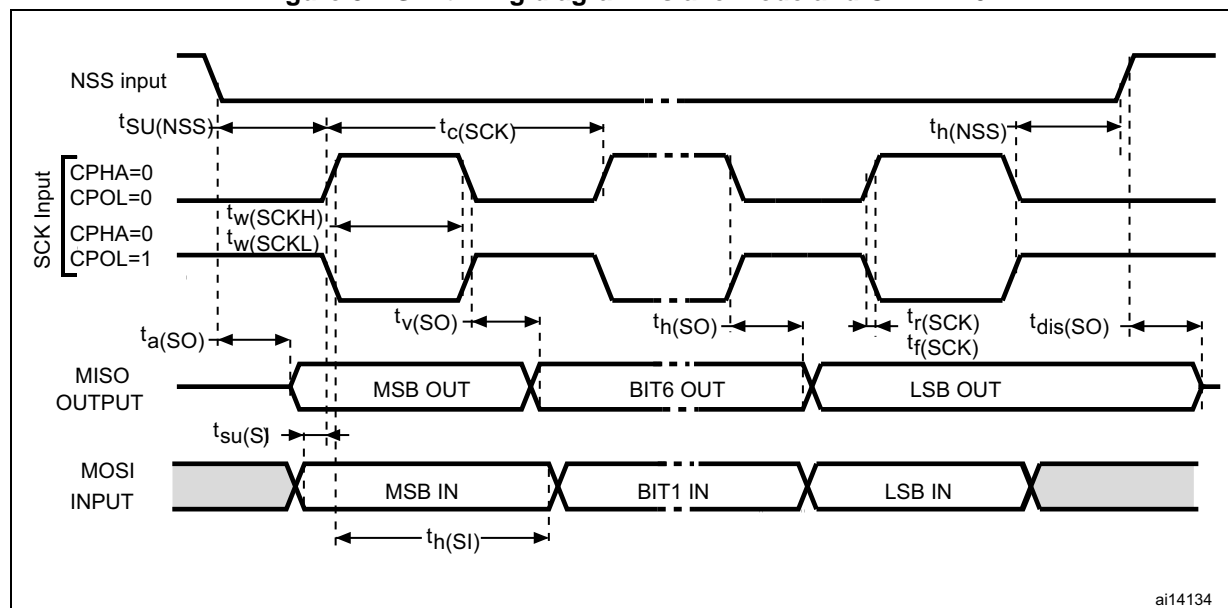 NSS input
tSU(NSS)
tc(SCK)
th(NSS)
SCK Input
CPHA=0
CPOL=0
tw(SCKH)
CPHA=0
tw(SCKL)
CPOL=1
tv(SO)
th(SO)
tr(SCK)
tf(SCK)
tdis(SO)
ta(SO)
MISO
OUTPUT
MSB OUT
BIT6 OUT
LSB OUT
tsu(S)
MOSI
INPUT
MSB IN
BIT1 IN
LSB IN
th(SI)
ai14134